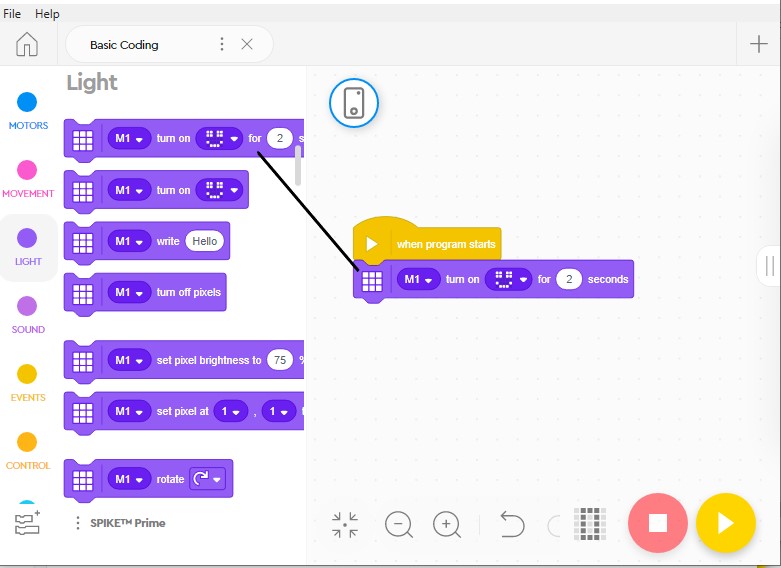 File Help
Basic Coding
Light
MOTORS
MOVEMENT
LIGHT
SOUND
EVENTS
CONTROL
M1 turn on for 2 s
M1 turn on
M1 write Hello
M1 turn off pixels
M1 set pixel brightness to 75 %
M1 set pixel at 1 , 1
M1 rotate
when program starts
M1 turn on for 2 seconds
SPIKE™ Prime